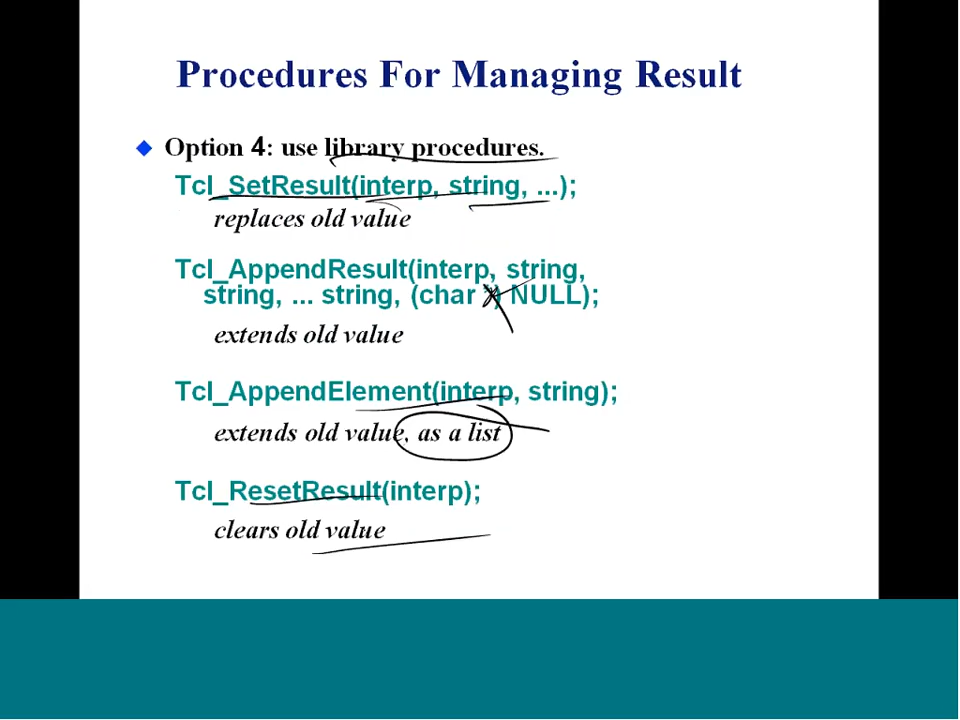 Procedures For Managing Result
Option 4: use library procedures.
Tcl_SetResult(interp, string, ...);
replaces old value
Tcl_AppendResult(interp, string,
string, ... string, (char *) NULL);
extends old value
Tcl_AppendElement(interp, string);
extends old value, as a list
Tcl_ResetResult(interp);
clears old value